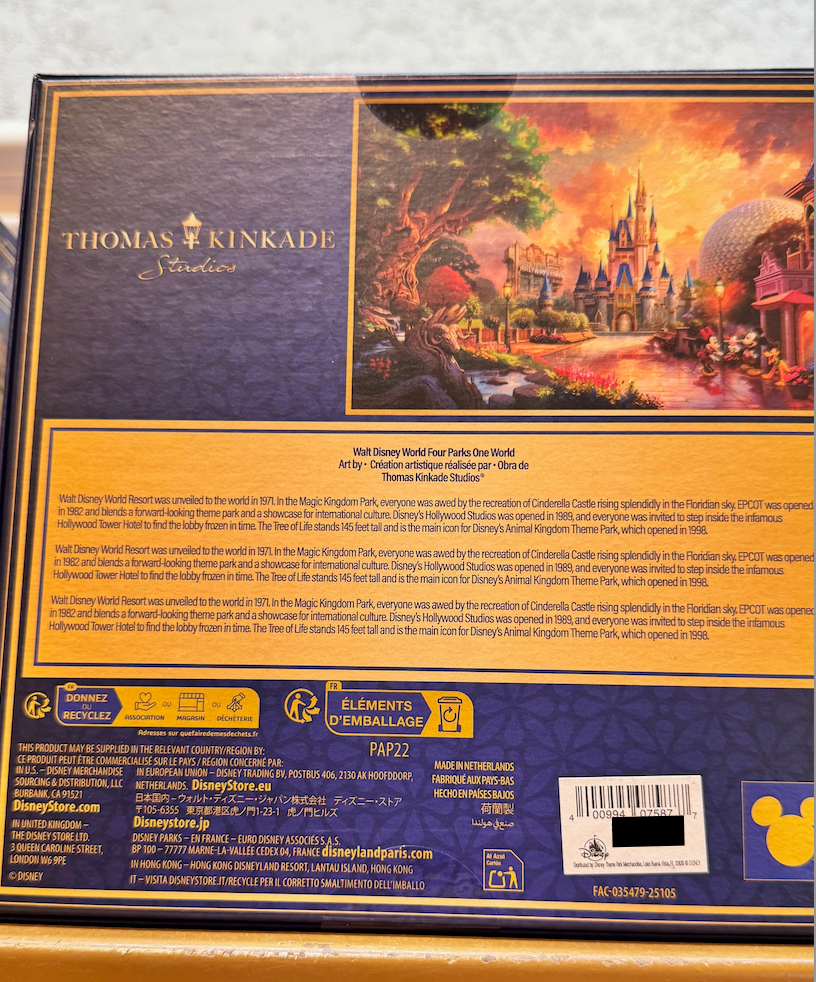 THOMAS KINKADE
Studios
Walt Disney World Four Parks One World
Art by • Création artistique réalisée par • Obra de
Thomas Kinkade Studios®
Walt Disney World Resort was unveiled to the world in 1971. In the Magic Kingdom Park, everyone was awed by the recreation of Cinderella Castle rising splendidly in the Floridian sky. EPCOT was opened
in 1982 and blends a forward-looking theme park and a showcase for international culture. Disney's Hollywood Studios was opened in 1989, and everyone was invited to step inside the infamous
Hollywood Tower Hotel to find the lobby frozen in time. The Tree of Life stands 145 feet tall and is the main icon for Disney's Animal Kingdom Theme Park, which opened in 1998.
Walt Disney World Resort was unveiled to the world in 1971. In the Magic Kingdom Park, everyone was awed by the recreation of Cinderella Castle rising splendidly in the Floridian sky. EPCOT was opened
in 1982 and blends a forward-looking theme park and a showcase for international culture. Disney's Hollywood Studios was opened in 1989, and everyone was invited to step inside the infamous
Hollywood Tower Hotel to find the lobby frozen in time. The Tree of Life stands 145 feet tall and is the main icon for Disney's Animal Kingdom Theme Park, which opened in 1998.
Walt Disney World Resort was unveiled to the world in 1971. In the Magic Kingdom Park, everyone was awed by the recreation of Cinderella Castle rising splendidly in the Floridian sky. EPCOT was opened
in 1982 and blends a forward-looking theme park and a showcase for international culture. Disney's Hollywood Studios was opened in 1989, and everyone was invited to step inside the infamous
Hollywood Tower Hotel to find the lobby frozen in time. The Tree of Life stands 145 feet tall and is the main icon for Disney's Animal Kingdom Theme Park, which opened in 1998.
FR
DONNEZ
OU
RECYCLEZ
ASSOCIATION
OU
MAGASIN
OU
DÉCHÈTERIE
Adresses sur quefairedemesdechets.fr
FR
ÉLÉMENTS
D'EMBALLAGE
PAP22
THIS PRODUCT MAY BE SUPPLIED IN THE RELEVANT COUNTRY/REGION BY:
CE PRODUIT PEUT ÊTRE COMMERCIALISÉ SUR LE PAYS / RÉGION CONCERNÉ PAR:
IN U.S. – DISNEY MERCHANDISE
SOURCING & DISTRIBUTION, LLC
BURBANK, CA 91521
DisneyStore.com
IN UNITED KINGDOM –
THE DISNEY STORE LTD.
3 QUEEN CAROLINE STREET,
LONDON W6 9PE
© DISNEY
IN EUROPEAN UNION – DISNEY TRADING BV, POSTBUS 406, 2130 AK HOOFDDORP,
NETHERLANDS. DisneyStore.eu
日本国内 – ウォルト・ディズニー・ジャパン株式会社 ディズニーストア
〒105-6355 東京都港区虎ノ門1-23-1 虎ノ門ヒルズ
DisneyStore.jp
DISNEY PARKS – EN FRANCE – EURO DISNEY ASSOCIÉS S.A.S.
BP 100 – 77777 MARNE-LA-VALLÉE CEDEX 04, FRANCE disneylandparis.com
IN HONG KONG – HONG KONG DISNEYLAND RESORT, LANTAU ISLAND, HONG KONG
IT – VISITA DISNEYSTORE.IT/RECYCLE PER IL CORRETTO SMALTIMENTO DELL'IMBALLO
MADE IN NETHERLANDS
FABRIQUÉ AUX PAYS-BAS
HECHO EN PAÍSES BAJOS
荷蘭製
صنع في هولندا
Al Azul
Cartón
4 00994 07587 7
Disney
Distributed by: Disney Theme Park Merchandise, Lake Buena Vista, FL 32830 © DISNEY
FAC-035479-25105